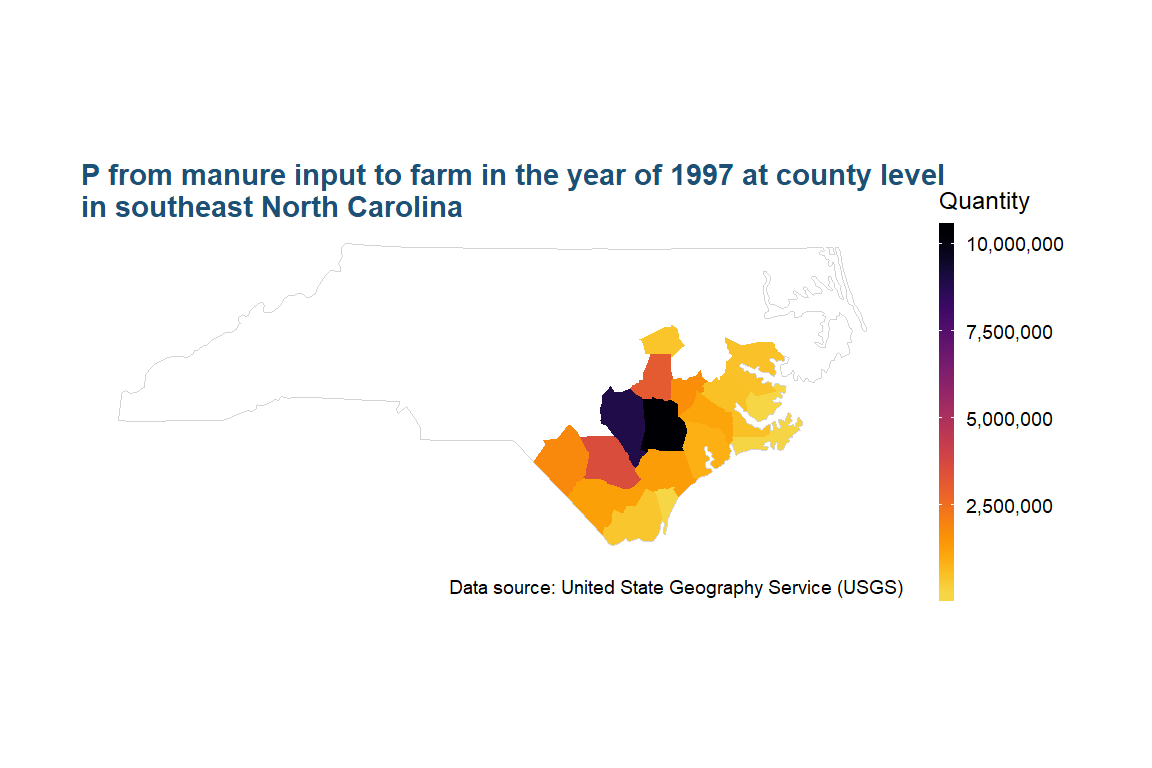 P from manure input to farm in the year of 1997 at county level
in southeast North Carolina
Quantity
10,000,000
7,500,000
5,000,000
2,500,000
Data source: United State Geography Service (USGS)